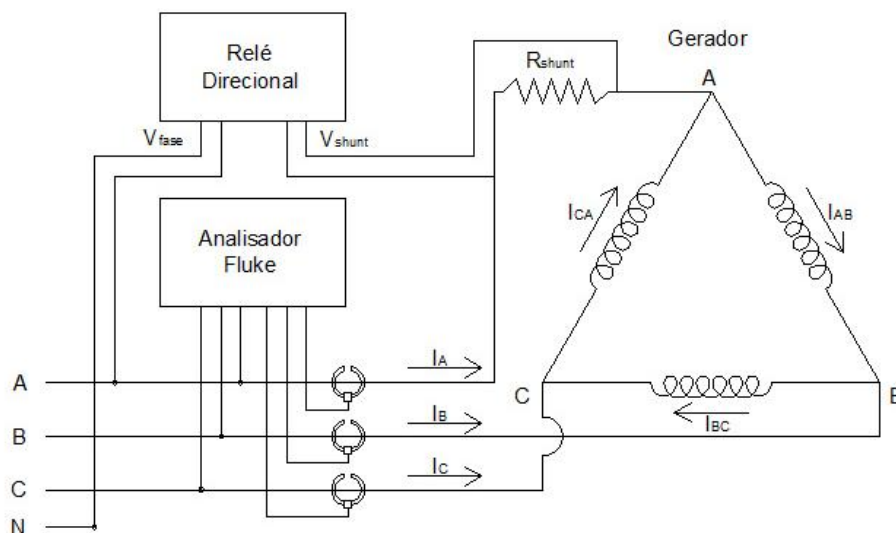 Relé
Direcional
Gerador
Rshunt
A
Vfase
Vshunt
Analisador
Fluke
ICA
IAB
A
IA
C
B
B
IB
IBC
C
IC
N